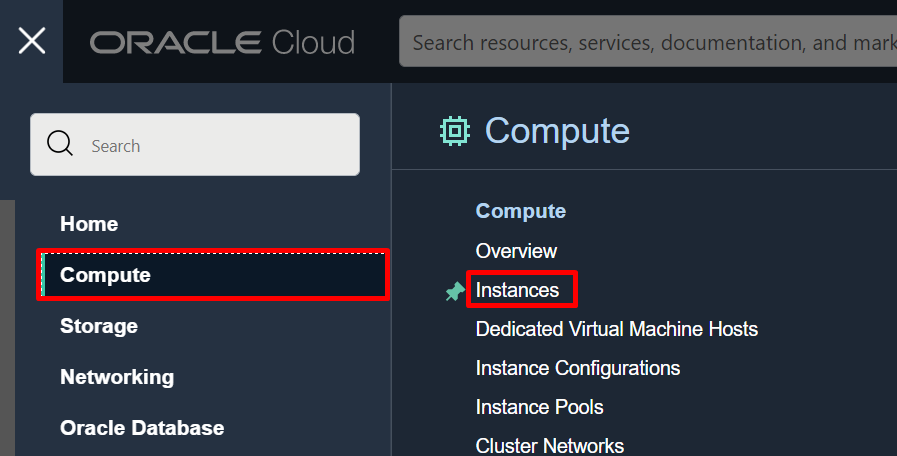 ORACLE Cloud
Search resources, services, documentation, and mark
Search
Home
Compute
Storage
Networking
Oracle Database
Compute
Compute
Overview
Instances
Dedicated Virtual Machine Hosts
Instance Configurations
Instance Pools
Cluster Networks